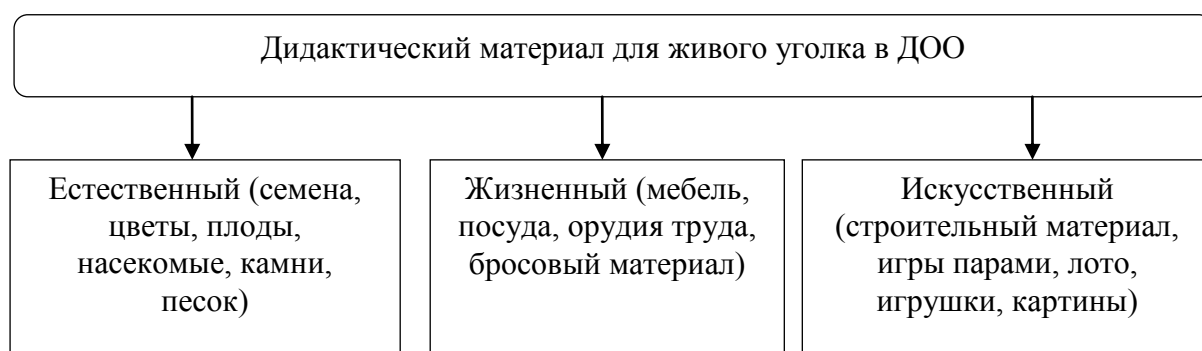 Дидактический материал для живого уголка в ДОО
Естественный (семена,
цветы, плоды,
насекомые, камни,
песок)
Жизненный (мебель,
посуда, орудия труда,
бросовый материал)
Искусственный
(строительный материал,
игры парами, лото,
игрушки, картины)